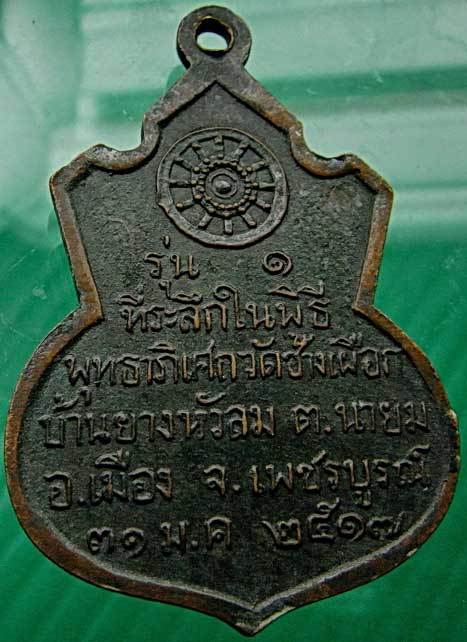 รุ่น ๑
ที่ระลึกในพิธี
พุทธาภิเศกวัดช้างเผือก
บ้านยางหัวลม ต.นายม
อ.เมือง จ.เพชรบูรณ์
๓๑ ม.ค ๒๕๑๗